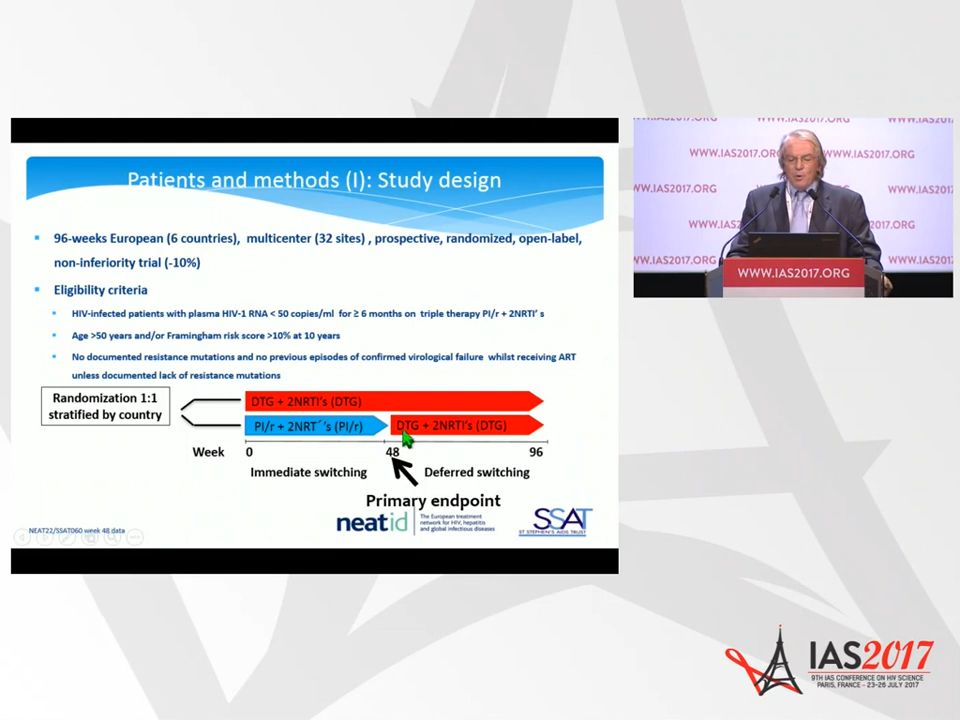 Patients and methods (I): Study design
96-weeks European (6 countries), multicenter (32 sites) , prospective, randomized, open-label,
non-inferiority trial (-10%)
Eligibility criteria
HIV-infected patients with plasma HIV-1 RNA < 50 copies/ml for ≥ 6 months on triple therapy PI/r + 2NRTI' s
Age >50 years and/or Framingham risk score >10% at 10 years
No documented resistance mutations and no previous episodes of confirmed virological failure whilst receiving ART
unless documented lack of resistance mutations
Randomization 1:1
stratified by country
DTG + 2NRTI's (DTG)
PI/r + 2NRT´'s (PI/r)
DTG + 2NRTI's (DTG)
Week 0 48 96
Immediate switching Deferred switching
Primary endpoint
NEAT22/SSAT060 week 48 data
neatid
The European treatment
network for HIV, hepatitis
and global infectious diseases
SSAT
ST STEPHEN'S AIDS TRUST
WWW.IAS2017.ORG
WWW.IAS2017.ORG
WWW.IAS2017.ORG
WWW.IAS2017.ORG
IAS2017
9TH IAS CONFERENCE ON HIV SCIENCE
PARIS, FRANCE - 23-26 JULY 2017